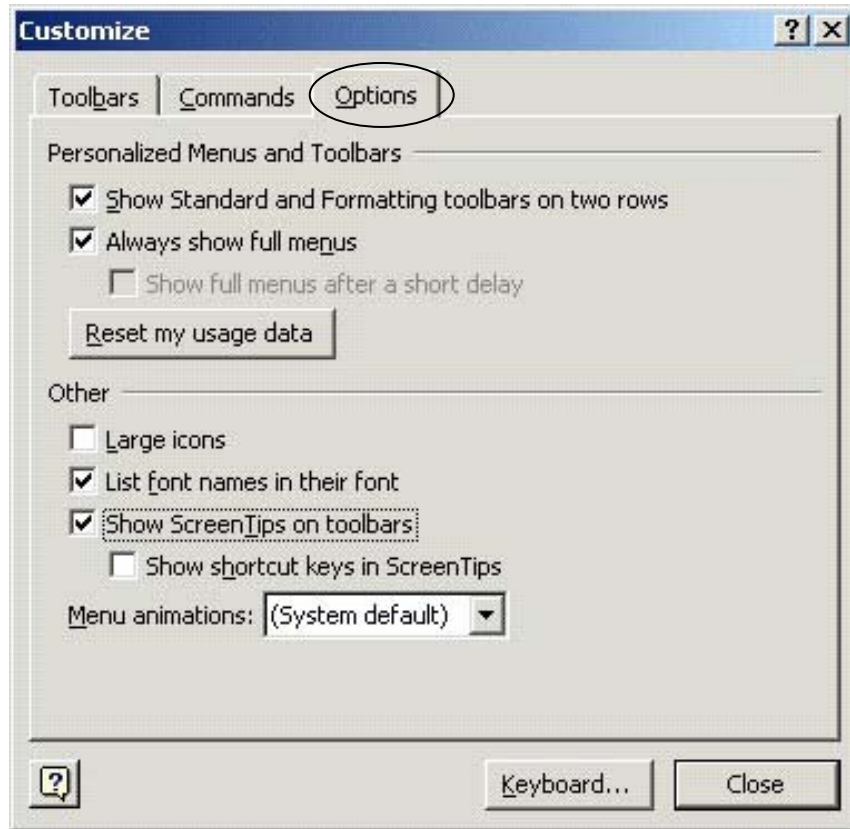 Customize
Toolbars Commands Options
Personalized Menus and Toolbars
Show Standard and Formatting toolbars on two rows
Always show full menus
Show full menus after a short delay
Reset my usage data
Other
Large icons
List font names in their font
Show ScreenTips on toolbars
Show shortcut keys in ScreenTips
Menu animations: (System default)
Keyboard... Close